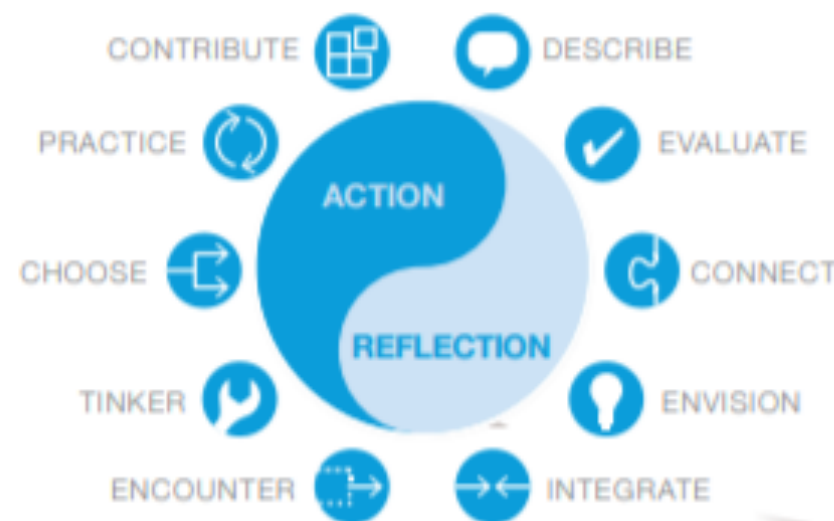 CONTRIBUTE
DESCRIBE
PRACTICE
EVALUATE
ACTION
CHOOSE
CONNECT
REFLECTION
TINKER
ENVISION
ENCOUNTER
INTEGRATE